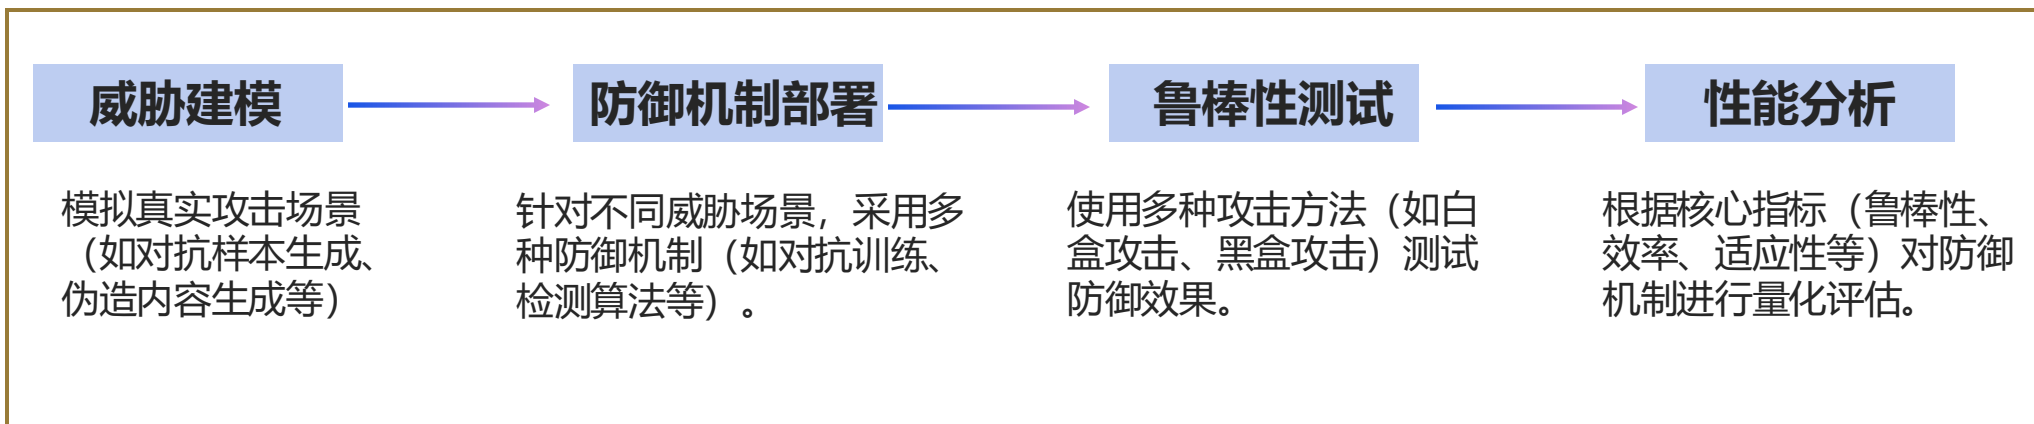 威胁建模
防御机制部署
鲁棒性测试
性能分析
模拟真实攻击场景
（如对抗样本生成、
伪造内容生成等）
针对不同威胁场景，采用多
种防御机制（如对抗训练、
检测算法等）。
使用多种攻击方法（如白
盒攻击、黑盒攻击）测试
防御效果。
根据核心指标（鲁棒性、
效率、适应性等）对防御
机制进行量化评估。